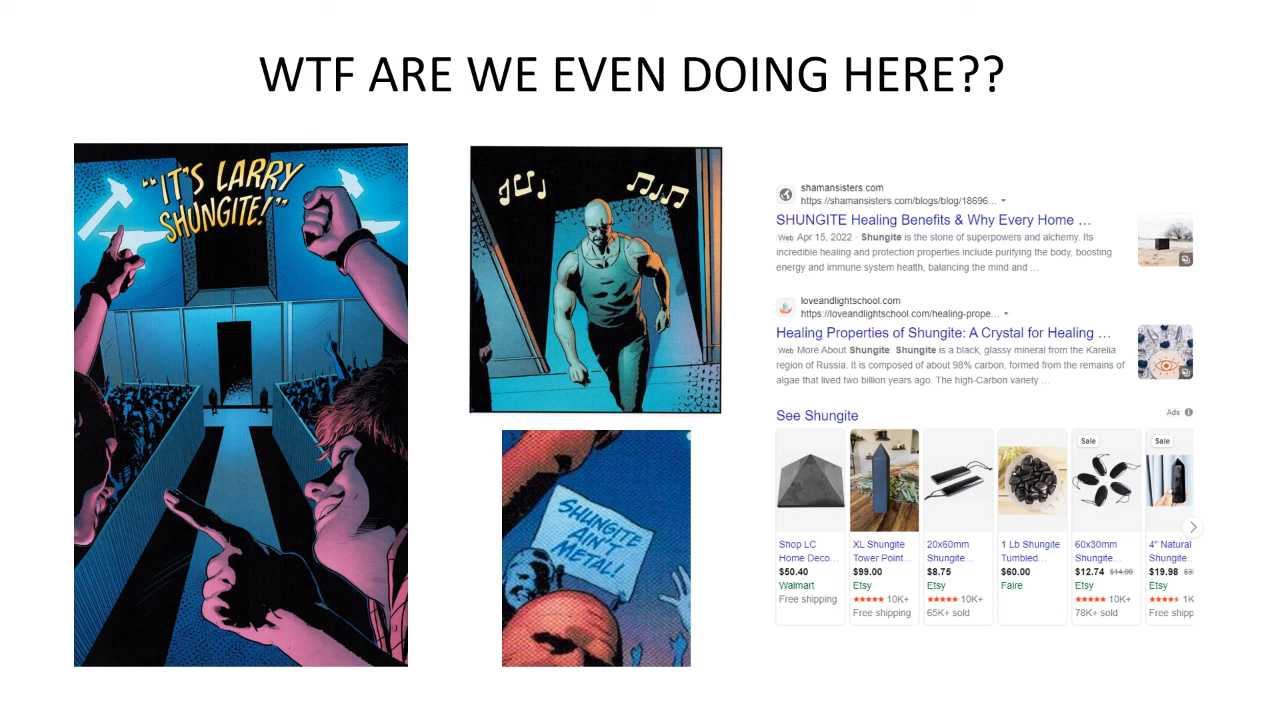 WTF ARE WE EVEN DOING HERE??
“IT'S LARRY
SHUNGITE!”
SHUNGITE
AIN'T
METAL!
shamansisters.com
https://shamansisters.com/blogs/blog/18696...
SHUNGITE Healing Benefits & Why Every Home ...
Web Apr 15, 2022 · Shungite is the stone of superpowers and alchemy. Its
incredible healing and protection properties include purifying the body, boosting
energy and immune system health, balancing the mind and ...
loveandlightschool.com
https://loveandlightschool.com/healing-prope...
Healing Properties of Shungite: A Crystal for Healing ...
Web More About Shungite: Shungite is a black, glassy mineral from the Karelia
region of Russia. It is composed of about 98% carbon, formed from the remains of
algae that lived two billion years ago. The high-Carbon variety ...
See Shungite
Ads
Shop LC
Home Deco...
$50.40
Walmart
Free shipping
XL Shungite
Tower Point...
$99.00
Etsy
10K+
Free shipping
20x60mm
Shungite...
$8.75
Etsy
10K+
65K+ sold
1 Lb Shungite
Tumbled...
$60.00
Faire
Sale
60x30mm
Shungite...
$12.74 $14.99
Etsy
10K+
78K+ sold
Sale
4" Natural
Shungite...
$19.98
Etsy
1K
Free shipp